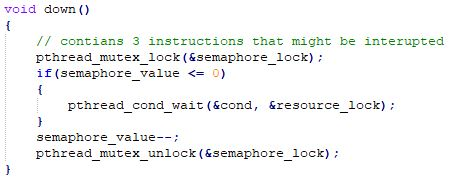 void down()
{
// contians 3 instructions that might be interupted
pthread_mutex_lock(&semaphore_lock);
if(semaphore_value <= 0)
{
pthread_cond_wait(&cond, &resource_lock);
}
semaphore_value--;
pthread_mutex_unlock(&semaphore_lock);
}